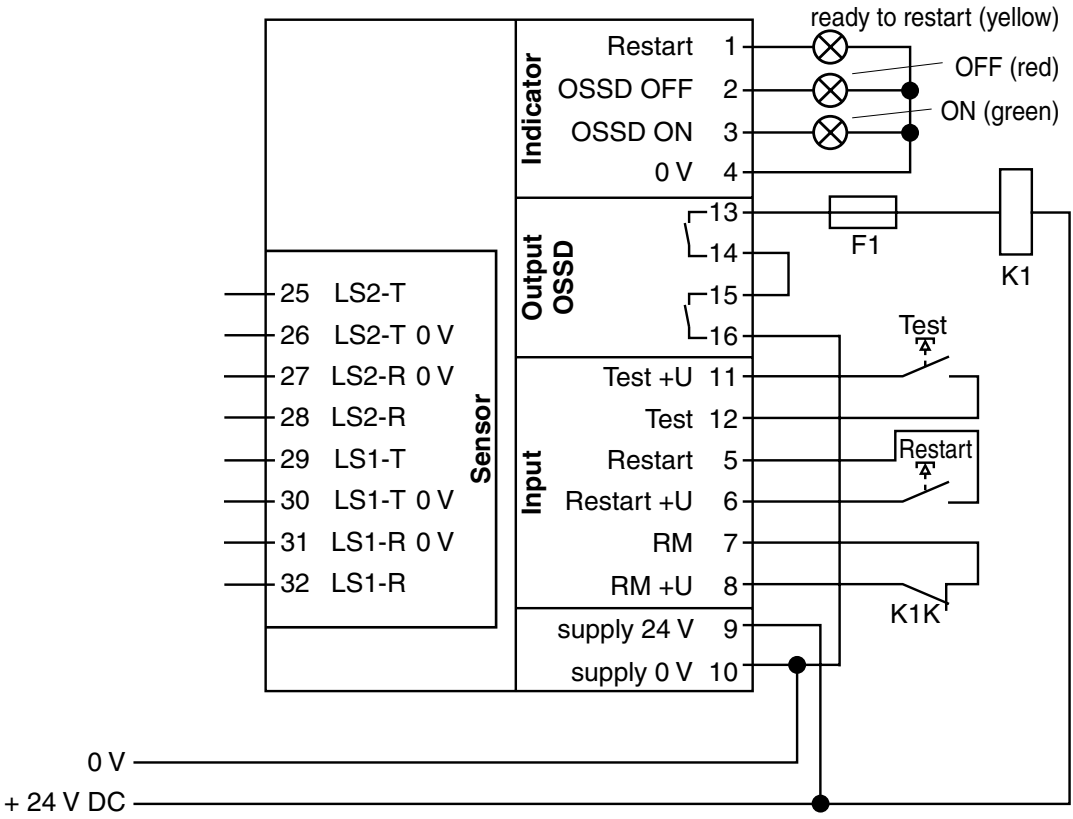 ready to restart (yellow)
Restart 1
OFF (red)
OSSD OFF 2
ON (green)
OSSD ON 3
0 V 4
Indicator
13
F1
K1
14
15
16
Output
OSSD
25 LS2-T
26 LS2-T 0 V
27 LS2-R 0 V
28 LS2-R
29 LS1-T
30 LS1-T 0 V
31 LS1-R 0 V
32 LS1-R
Sensor
Test
Test +U 11
Test 12
Restart 5
Restart
Restart +U 6
RM 7
RM +U 8
K1K
Input
supply 24 V 9
supply 0 V 10
0 V
+ 24 V DC